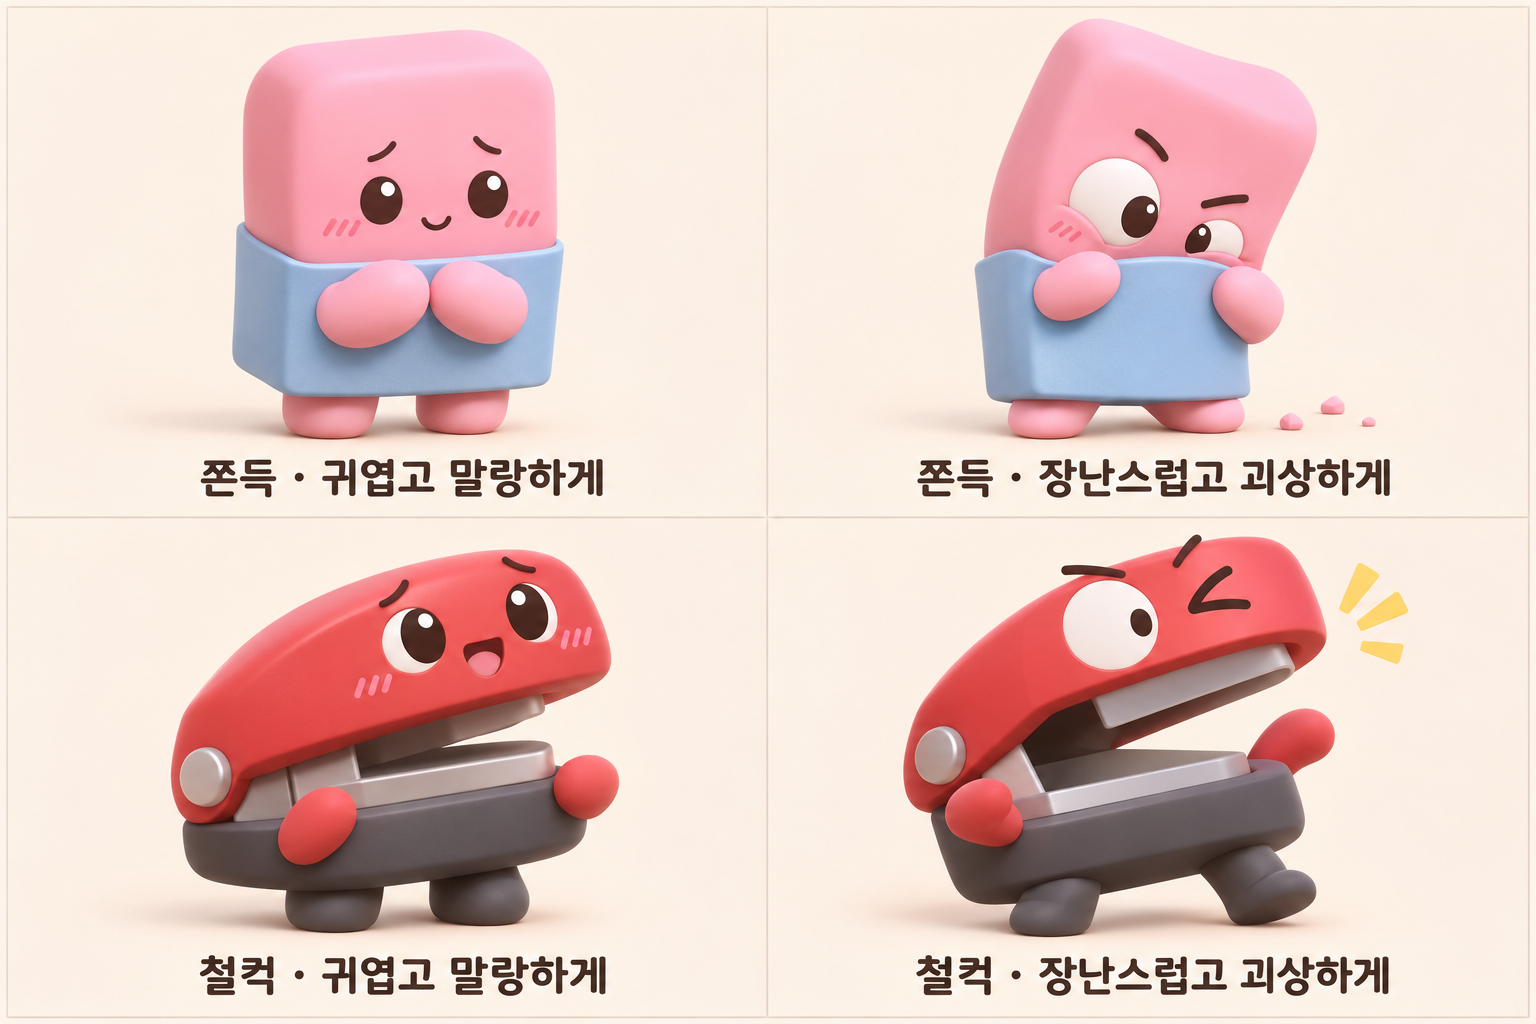 쫀득 · 귀엽고 말랑하게
쫀득 · 장난스럽고 괴상하게
철컥 · 귀엽고 말랑하게
철컥 · 장난스럽고 괴상하게